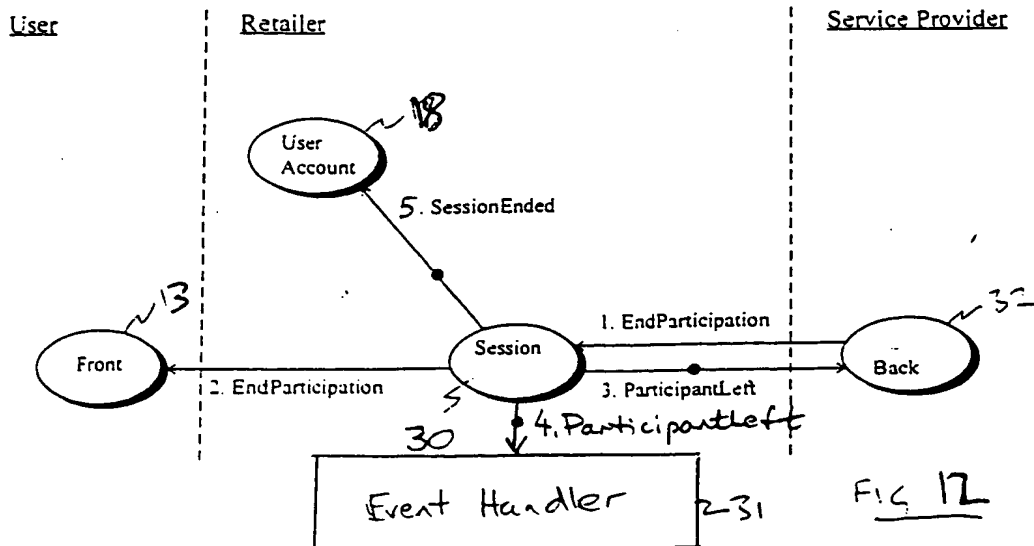 User
Retailer
Service Provider
18
User
Account
5. SessionEnded
13
32
1. EndParticipation
Front
Session
Back
2. EndParticipation
3. ParticipantLeft
4. ParticipantLeft
30
Event Handler
31
FIG 12